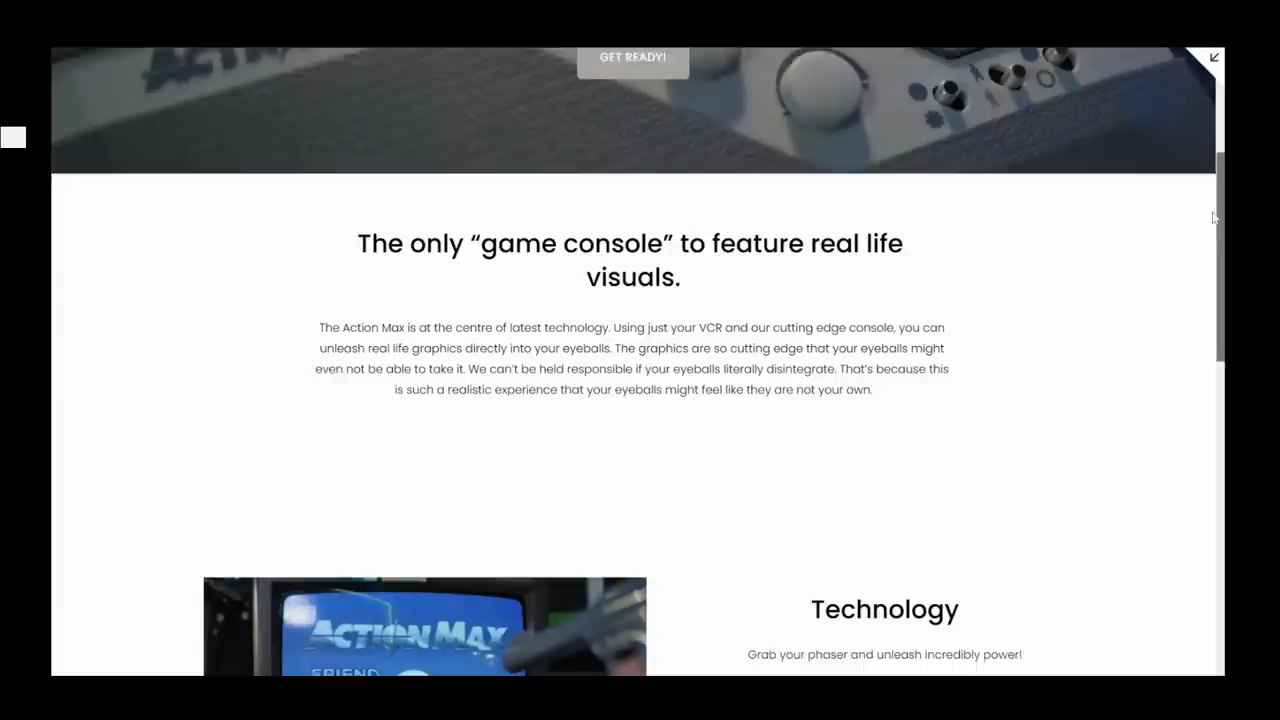 ACTION
GET READY!
The only “game console” to feature real life
visuals.
The Action Max is at the centre of latest technology. Using just your VCR and our cutting edge console, you can
unleash real life graphics directly into your eyeballs. The graphics are so cutting edge that your eyeballs might
even not be able to take it. We can’t be held responsible if your eyeballs literally disintegrate. That’s because this
is such a realistic experience that your eyeballs might feel like they are not your own.
ACTION MAX
FRIEND
Technology
Grab your phaser and unleash incredibly power!